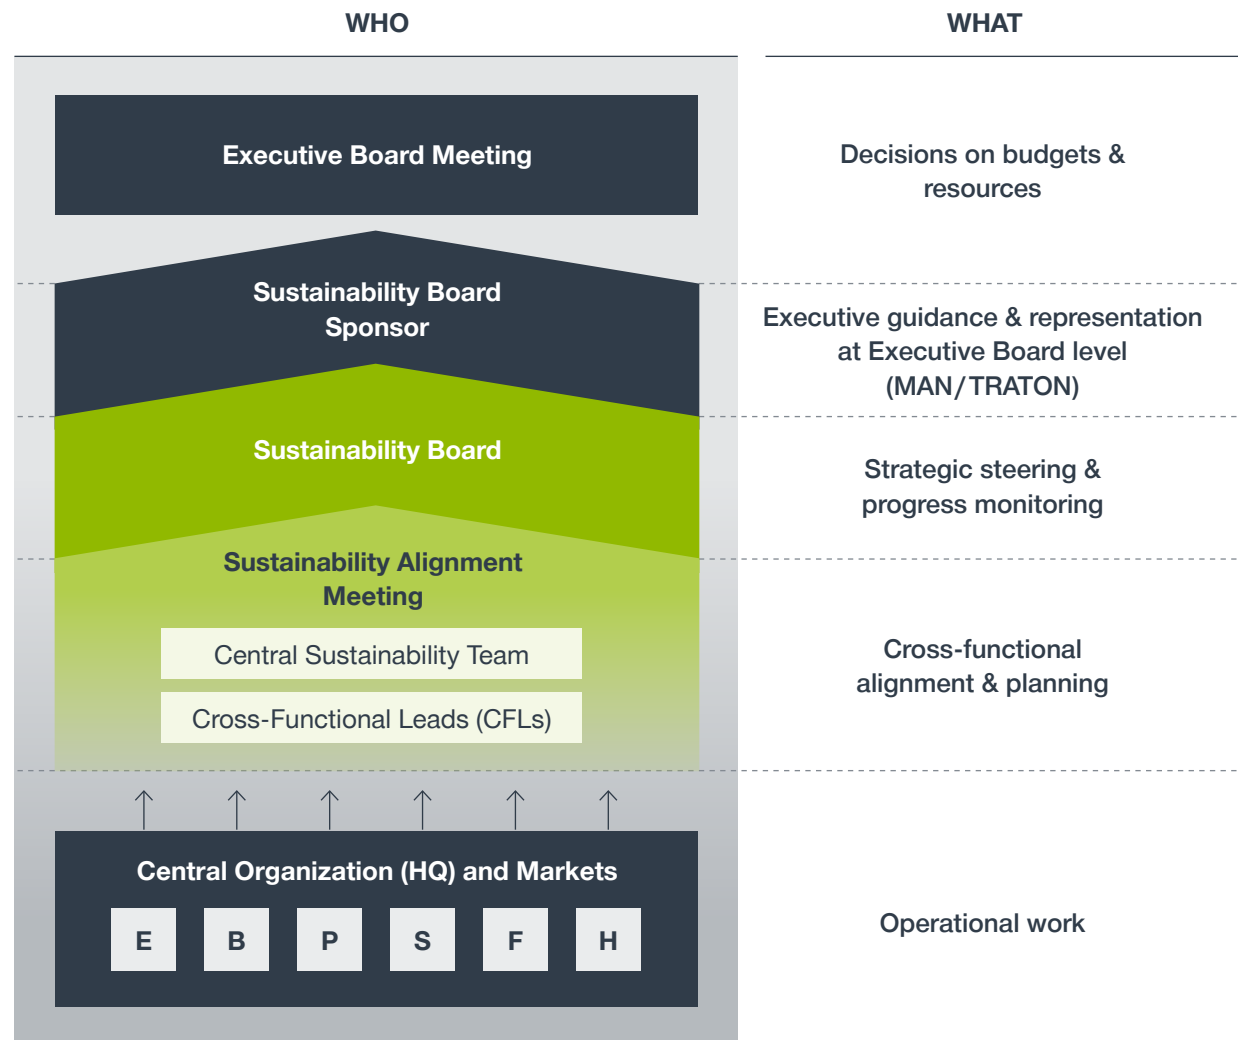 WHO
WHAT
Executive Board Meeting
Decisions on budgets &
resources
Sustainability Board
Sponsor
Executive guidance & representation
at Executive Board level
(MAN/TRATON)
Sustainability Board
Strategic steering &
progress monitoring
Sustainability Alignment
Meeting
Central Sustainability Team
Cross-Functional Leads (CFLs)
Cross-functional
alignment & planning
Central Organization (HQ) and Markets
E B P S F H
Operational work